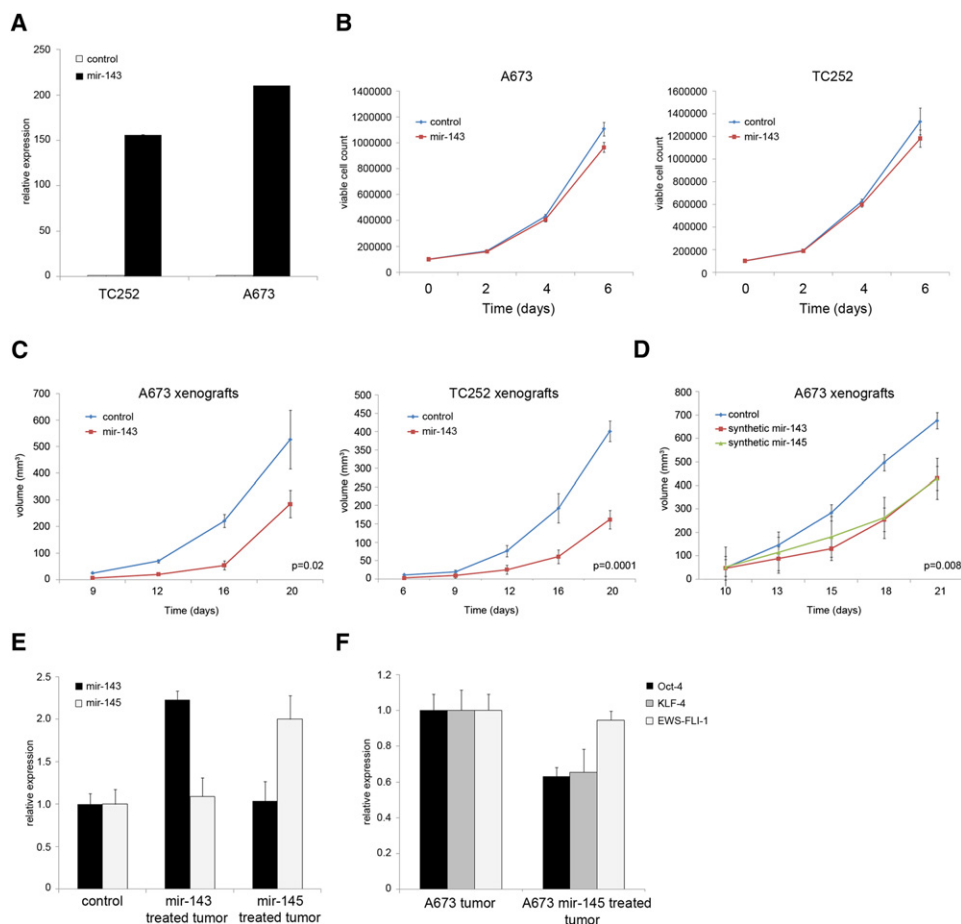 A
control
mir-143
relative expression
250
200
150
100
50
0
TC252
A673
B
A673
control
mir-143
viable cell count
1400000
1200000
1000000
800000
600000
400000
200000
0
0 2 4 6
Time (days)
TC252
control
mir-143
viable cell count
1600000
1400000
1200000
1000000
800000
600000
400000
200000
0
0 2 4 6
Time (days)
C
A673 xenografts
control
mir-143
volume (mm³)
700
600
500
400
300
200
100
0
p=0.02
9 12 16 20
Time (days)
TC252 xenografts
control
mir-143
volume (mm³)
500
450
400
350
300
250
200
150
100
50
0
p=0.0001
6 9 12 16 20
Time (days)
D
A673 xenografts
control
synthetic mir-143
synthetic mir-145
volume (mm³)
800
700
600
500
400
300
200
100
0
p=0.008
10 13 15 18 21
Time (days)
E
mir-143
mir-145
relative expression
2.5
2.0
1.5
1.0
0.5
0
control
mir-143
treated tumor
mir-145
treated tumor
F
Oct-4
KLF-4
EWS-FLI-1
relative expression
1.2
1.0
0.8
0.6
0.4
0.2
0
A673 tumor
A673 mir-145 treated
tumor